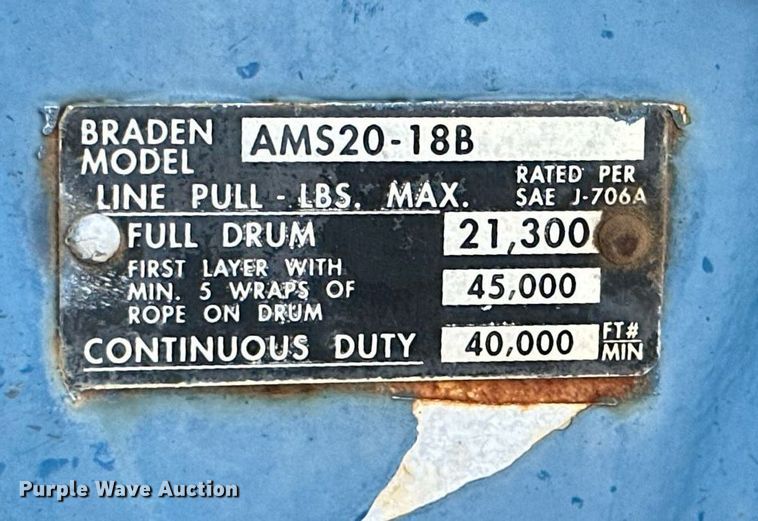 BRADEN MODEL AMS20-18B
LINE PULL - LBS. MAX. RATED PER SAE J-706A
FULL DRUM 21,300
FIRST LAYER WITH
MIN. 5 WRAPS OF 45,000
ROPE ON DRUM
CONTINUOUS DUTY 40,000 FT# MIN
Purple Wave Auction